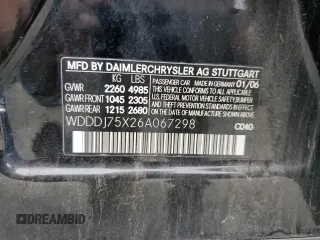 MFD BY DAIMLERCHRYSLER AG STUTTGART
KG LBS
GVWR 2260 4985
GAWR FRONT 1045 2305
GAWR REAR 1215 2680
PASSENGER CAR
MADE IN GERMANY 01/06
THIS VEHICLE CONFORMS TO ALL APPLICABLE
U.S. FEDERAL MOTOR VEHICLE SAFETY, BUMPER,
AND THEFT PREVENTION STANDARDS
IN EFFECT ON THE DATE OF MANUFACTURE
SHOWN ABOVE.
WDDDJ75X26A067298
C040
© DREAMBID